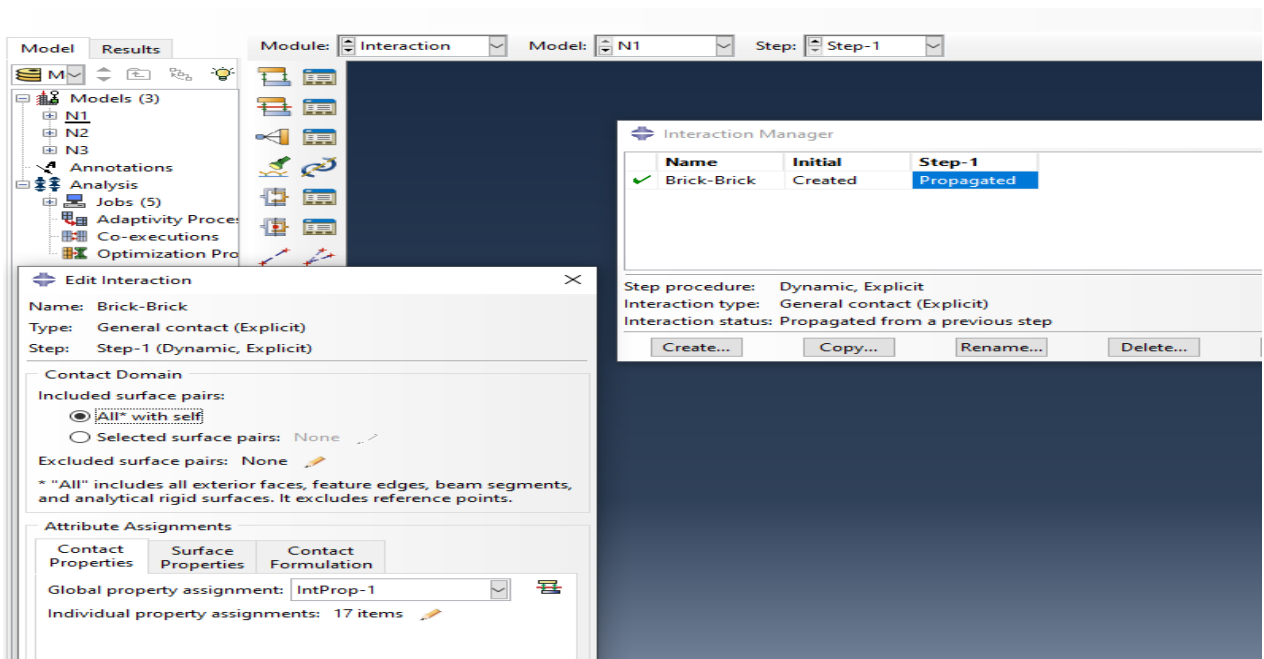 Model Results
Module: Interaction Model: N1 Step: Step-1
M
Models (3)
N1
N2
N3
Annotations
Analysis
Jobs (5)
Adaptivity Proce
Co-executions
Optimization Pro
Interaction Manager
Name Initial Step-1
Brick-Brick Created Propagated
Step procedure: Dynamic, Explicit
Interaction type: General contact (Explicit)
Interaction status: Propagated from a previous step
Create... Copy... Rename... Delete...
Edit Interaction
Name: Brick-Brick
Type: General contact (Explicit)
Step: Step-1 (Dynamic, Explicit)
Contact Domain
Included surface pairs:
All* with self
Selected surface pairs: None
Excluded surface pairs: None
* "All" includes all exterior faces, feature edges, beam segments,
and analytical rigid surfaces. It excludes reference points.
Attribute Assignments
Contact Properties
Surface Properties
Contact Formulation
Global property assignment: IntProp-1
Individual property assignments: 17 items